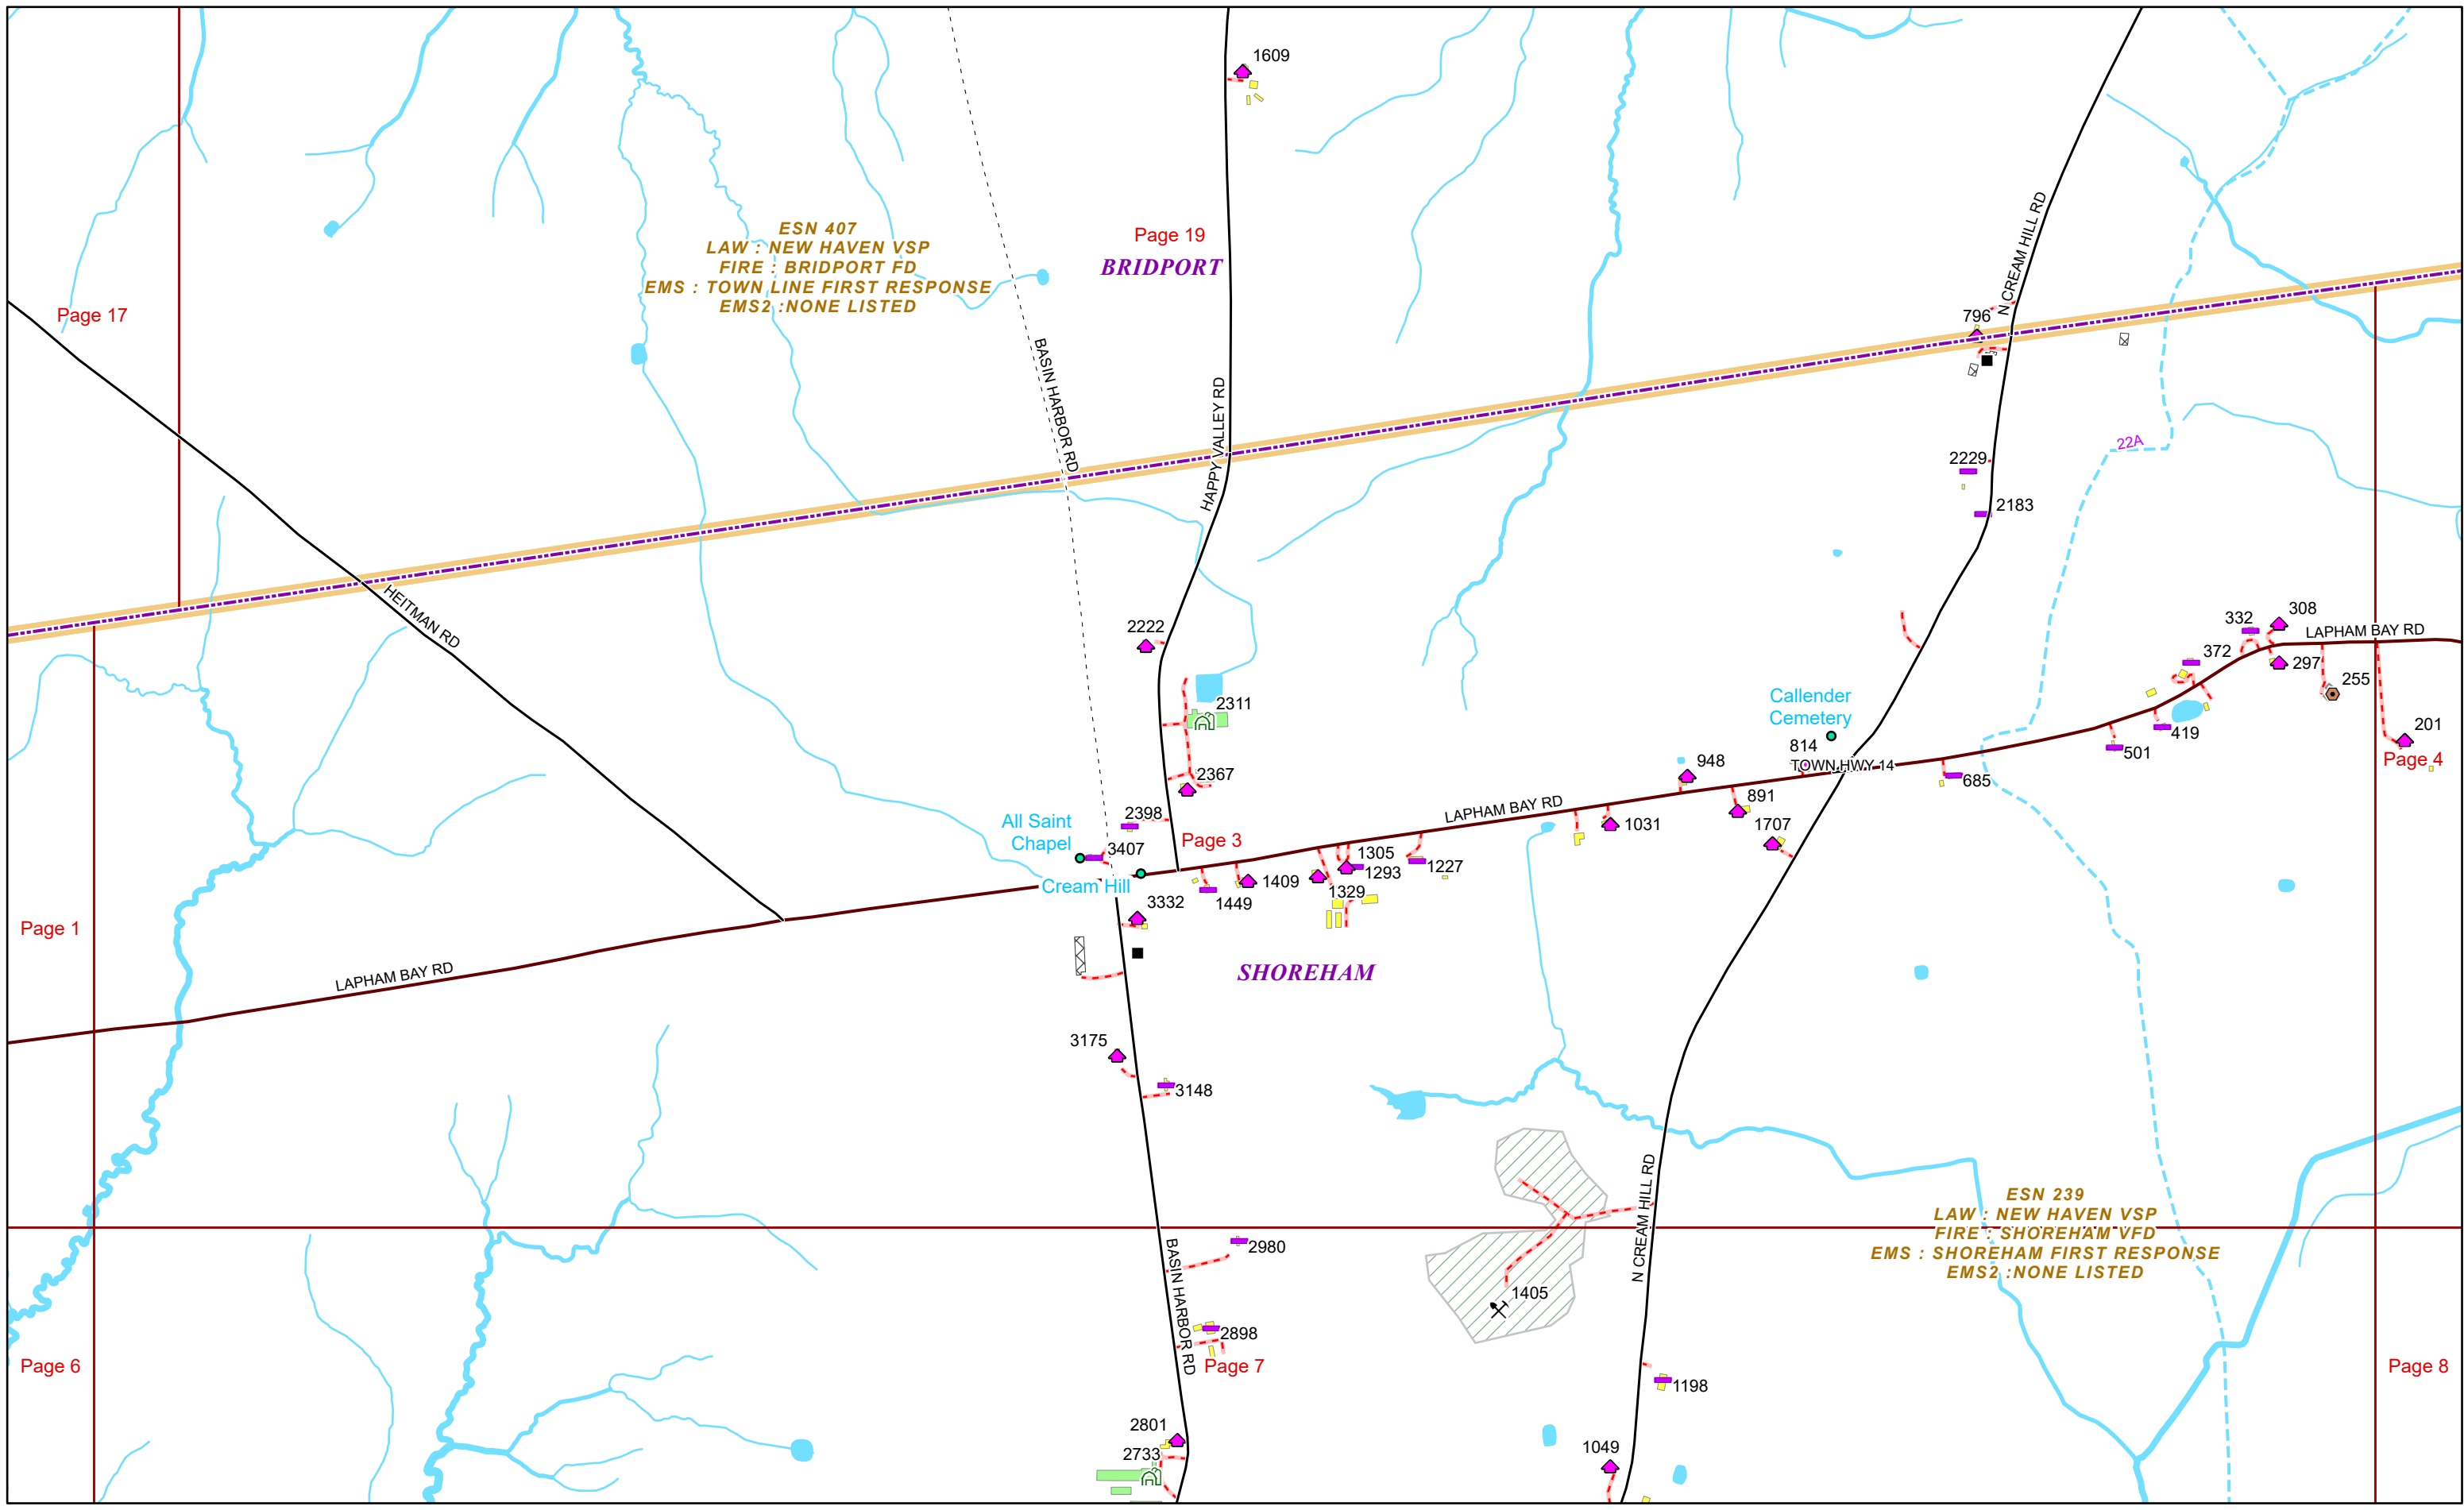 1609
N CREAM HILL RD
ESN 407
LAW : NEW HAVEN VSP
FIRE : BRIDPORT FD
EMS : TOWN LINE FIRST RESPONSE
EMS2 :NONE LISTED
Page 19
BRIDPORT
Page 17
796
BASIN HARBOR RD
HAPPY VALLEY RD
22A
2229
2183
HEITMAN RD
2222
332
308
LAPHAM BAY RD
372
297
255
2311
Callender
Cemetery
201
419
501
814
TOWN HWY 14
Page 4
2367
948
685
891
LAPHAM BAY RD
2398
All Saint
Chapel
Page 3
1031
1707
3407
1305
1293
1227
Cream Hill
1409
1329
1449
3332
Page 1
LAPHAM BAY RD
SHOREHAM
3175
3148
N CREAM HILL RD
ESN 239
LAW : NEW HAVEN VSP
FIRE : SHOREHAM VFD
EMS : SHOREHAM FIRST RESPONSE
EMS2 :NONE LISTED
2980
BASIN HARBOR RD
1405
2898
Page 6
Page 7
Page 8
1198
2801
2733
1049